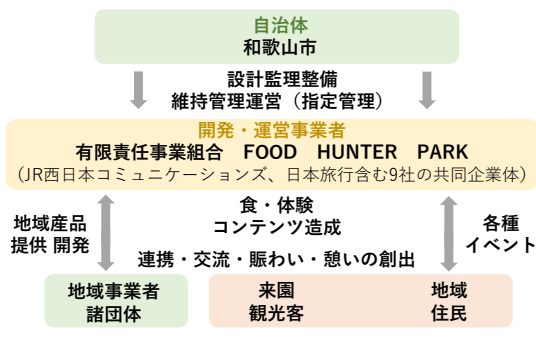 自治体
和歌山市
設計監理整備
維持管理運営（指定管理）
開発・運営事業者
有限責任事業組合　FOOD　HUNTER　PARK
（JR西日本コミュニケーションズ、日本旅行含む9社の共同企業体）
地域産品
提供 開発
食・体験
コンテンツ造成
各種
イベント
連携・交流・賑わい・憩いの創出
地域事業者
諸団体
来園
観光客
地域
住民